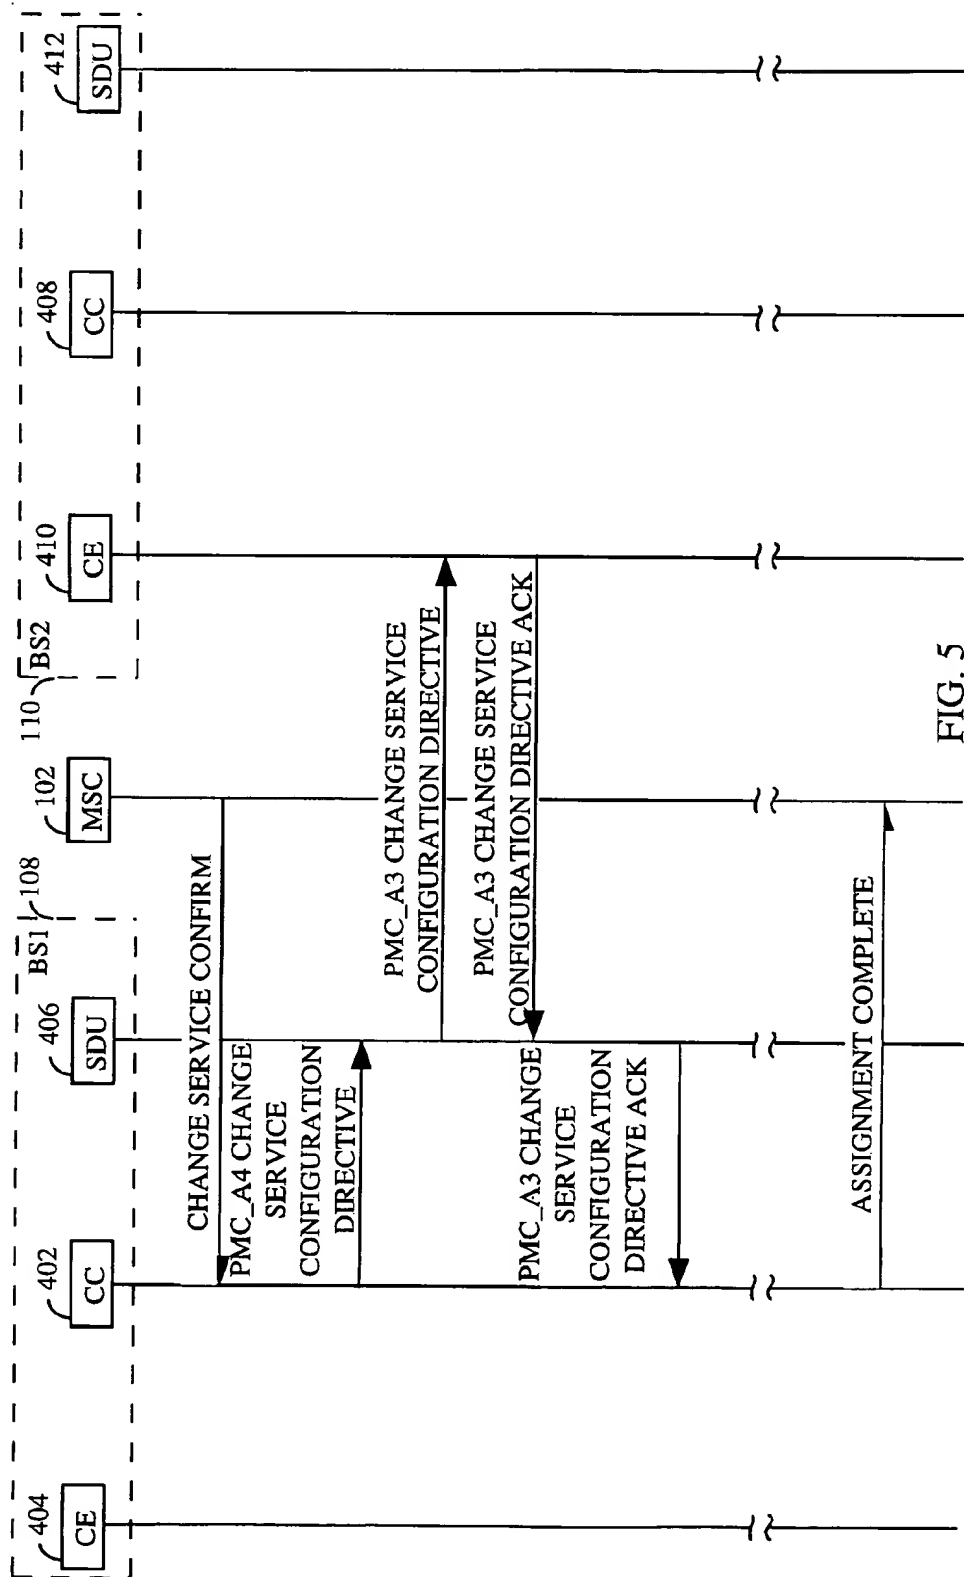 404
CE
402
CC
406
SDU
BS1
108
102
MSC
110
BS2
410
CE
408
CC
412
SDU
CHANGE SERVICE CONFIRM
PMC_A4 CHANGE
SERVICE
CONFIGURATION
DIRECTIVE
PMC_A3 CHANGE SERVICE
CONFIGURATION DIRECTIVE
PMC_A3 CHANGE SERVICE
CONFIGURATION DIRECTIVE ACK
PMC_A3 CHANGE
SERVICE
CONFIGURATION
DIRECTIVE ACK
ASSIGNMENT COMPLETE
FIG. 5